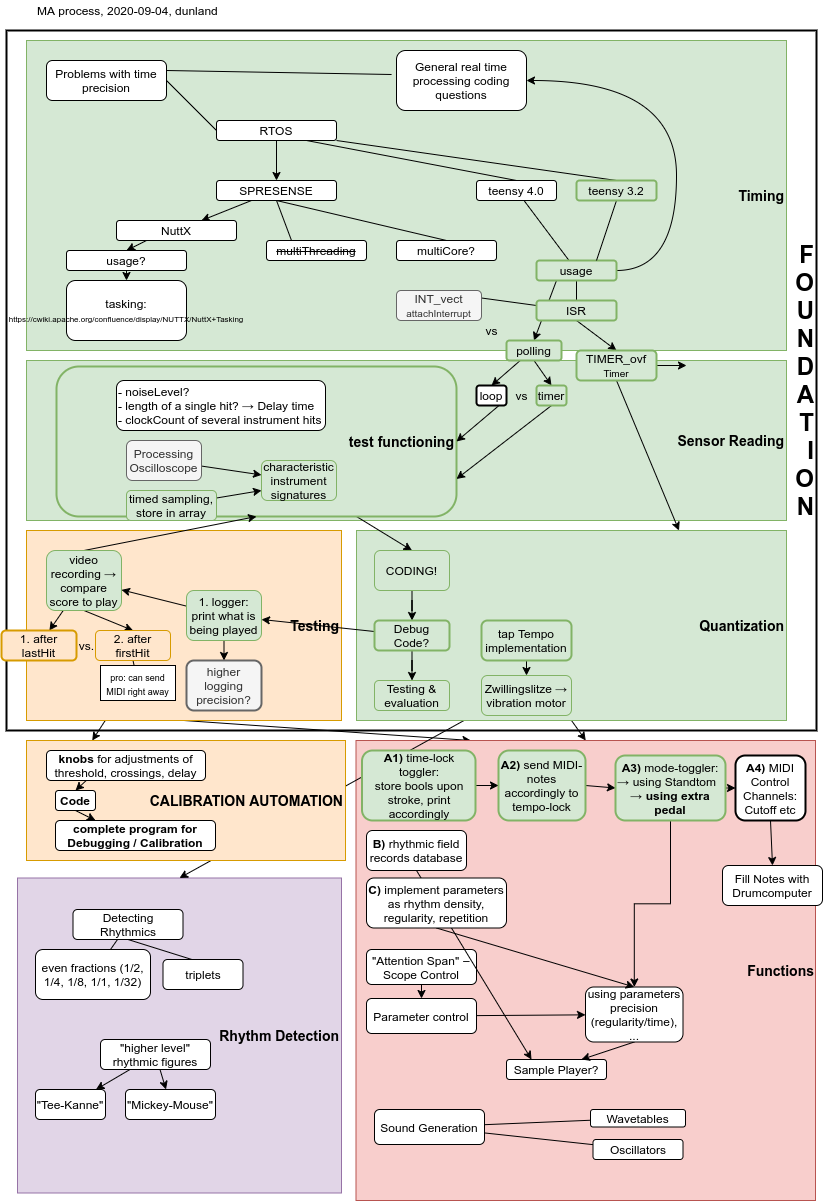 MA process, 2020-09-04, dunland
Problems with time
precision
General real time
processing coding
questions
RTOS
SPRESENSE
teensy 4.0
teensy 3.2
Timing
NuttX
usage?
multiThreading
multiCore?
usage
tasking:
https://cwiki.apache.org/confluence/display/NUTTX/NuttX+Tasking
INT_vect
attachInterrupt
ISR
vs
polling
TIMER_ovf
Timer
FOUNDATION
- noiseLevel?
- length of a single hit? → Delay time
- clockCount of several instrument hits
loop
vs
timer
test functioning
Sensor Reading
Processing
Oscilloscope
characteristic
instrument
signatures
timed sampling,
store in array
video
recording →
compare
score to play
1. logger:
print what is
being played
Testing
1. after
lastHit
vs.
2. after
firstHit
pro: can send
MIDI right away
higher
logging
precision?
CODING!
Debug
Code?
Testing &
evaluation
tap Tempo
implementation
Zwillingslitze →
vibration motor
Quantization
knobs for adjustments of
threshold, crossings, delay
Code
CALIBRATION AUTOMATION
complete program for
Debugging / Calibration
A1) time-lock
toggler:
store bools upon
stroke, print
accordingly
A2) send MIDI-
notes
accordingly to
tempo-lock
A3) mode-toggler:
→ using Standtom
→ using extra
pedal
A4) MIDI
Control
Channels:
Cutoff etc
B) rhythmic field
records database
C) implement parameters
as rhythm density,
regularity, repetition
Fill Notes with
Drumcomputer
"Attention Span" –
Scope Control
Functions
Parameter control
using parameters
precision
(regularity/time),
...
Sample Player?
Sound Generation
Wavetables
Oscillators
Detecting
Rhythmics
even fractions (1/2,
1/4, 1/8, 1/1, 1/32)
triplets
Rhythm Detection
"higher level"
rhythmic figures
"Tee-Kanne"
"Mickey-Mouse"